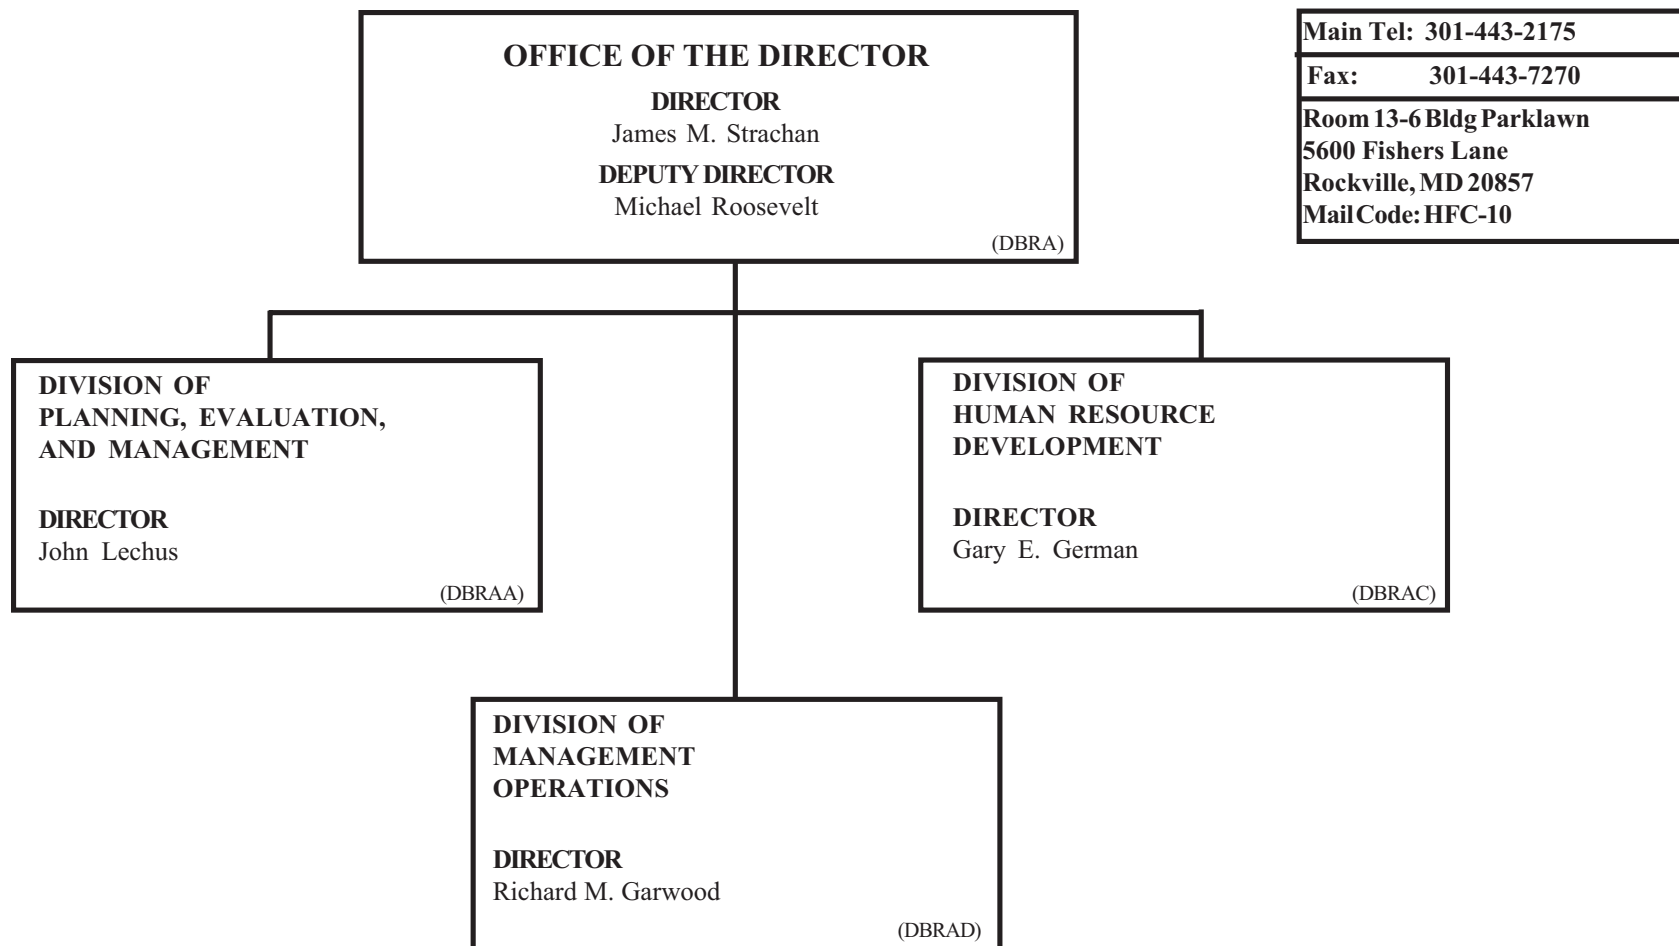 OFFICE OF THE DIRECTOR
DIRECTOR
James M. Strachan
DEPUTY DIRECTOR
Michael Roosevelt
(DBRA)
Main Tel: 301-443-2175
Fax: 301-443-7270
Room 13-6 Bldg Parklawn
5600 Fishers Lane
Rockville, MD 20857
Mail Code: HFC-10
DIVISION OF
PLANNING, EVALUATION,
AND MANAGEMENT
DIRECTOR
John Lechus
(DBRAA)
DIVISION OF
HUMAN RESOURCE
DEVELOPMENT
DIRECTOR
Gary E. German
(DBRAC)
DIVISION OF
MANAGEMENT
OPERATIONS
DIRECTOR
Richard M. Garwood
(DBRAD)